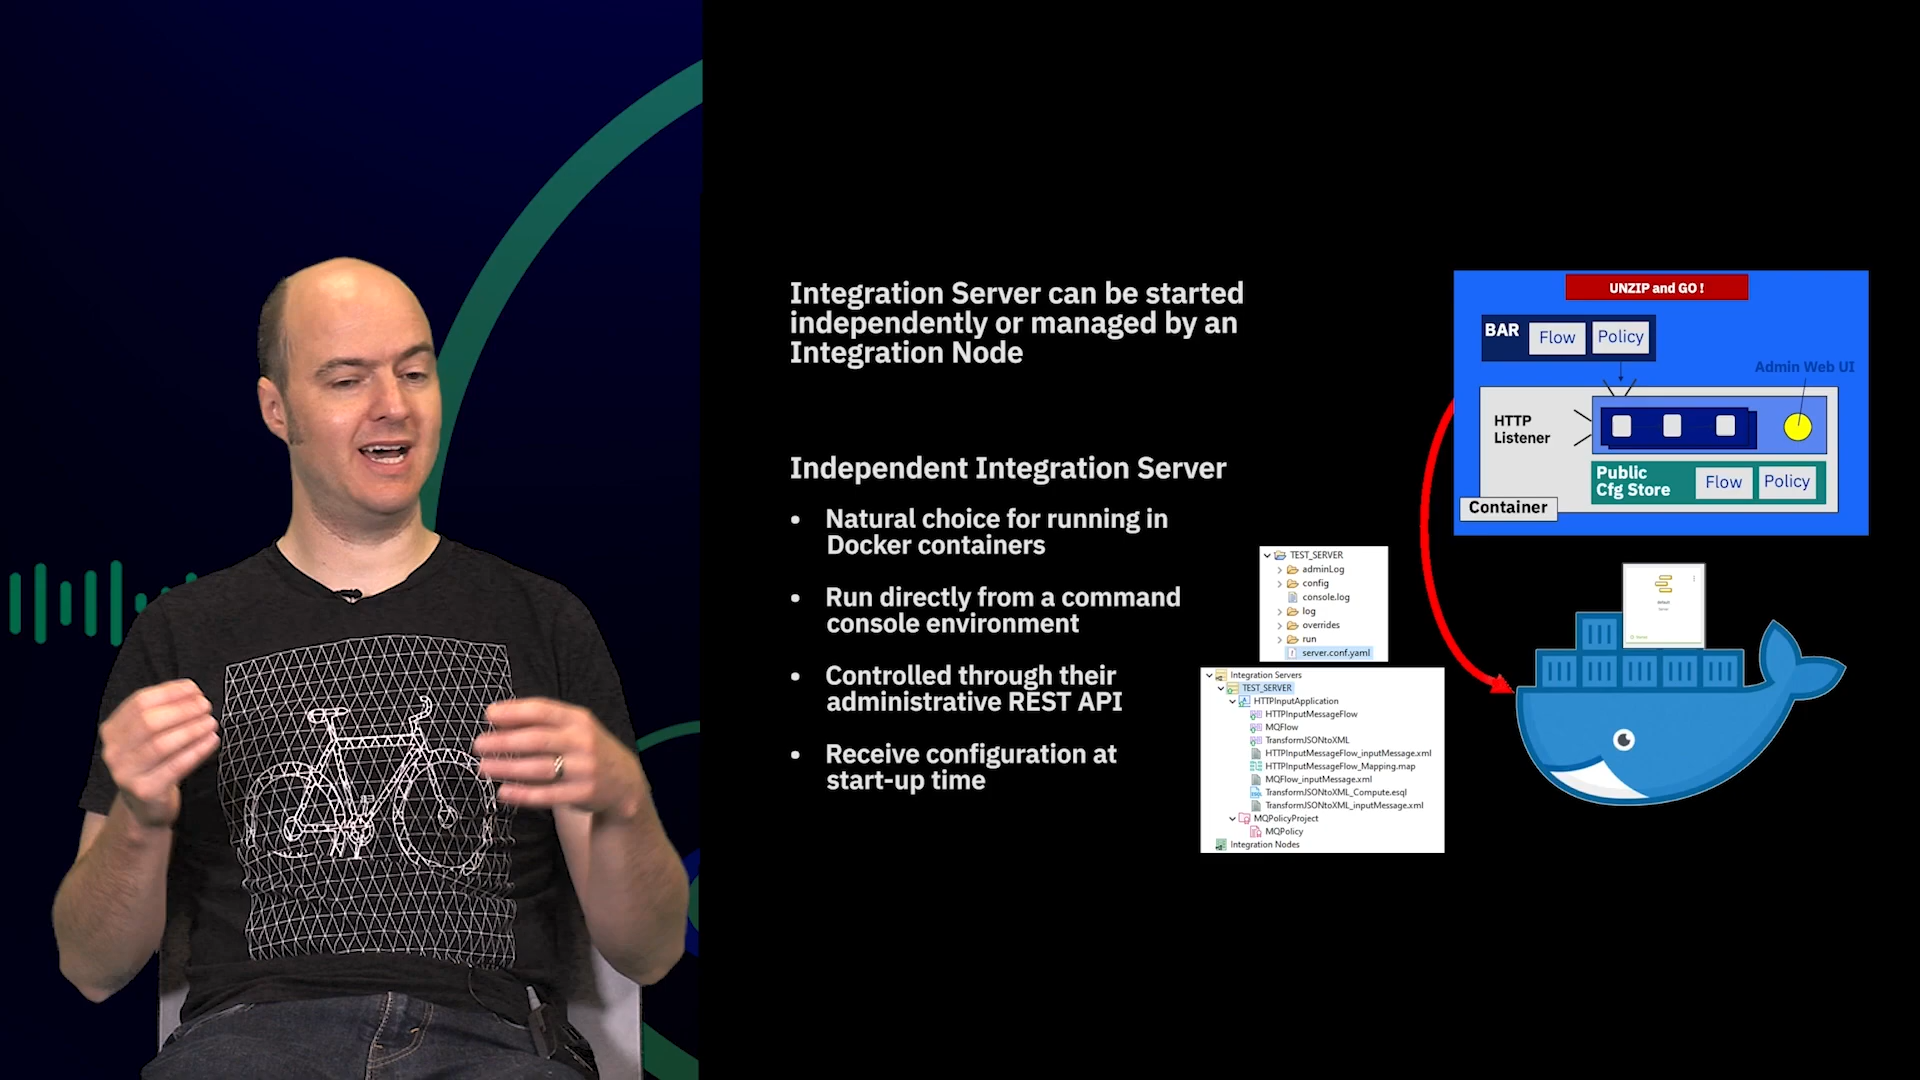 Integration Server can be started
independently or managed by an
Integration Node
Independent Integration Server
• Natural choice for running in
Docker containers
• Run directly from a command
console environment
• Controlled through their
administrative REST API
• Receive configuration at
start-up time
TEST_SERVER
adminLog
config
console.log
log
overrides
run
server.conf.yaml
Integration Servers
TEST_SERVER
HTTPInputApplication
HTTPInputMessageFlow
MQFlow
TransformJSONtoXML
HTTPInputMessageFlow_inputMessage.xml
HTTPInputMessageFlow_Mapping.map
MQFlow_inputMessage.xml
TransformJSONtoXML_Compute.esql
TransformJSONtoXML_inputMessage.xml
MQPolicyProject
MQPolicy
Integration Nodes
UNZIP and GO !
BAR Flow Policy
Admin Web UI
HTTP
Listener
Public
Cfg Store Flow Policy
Container